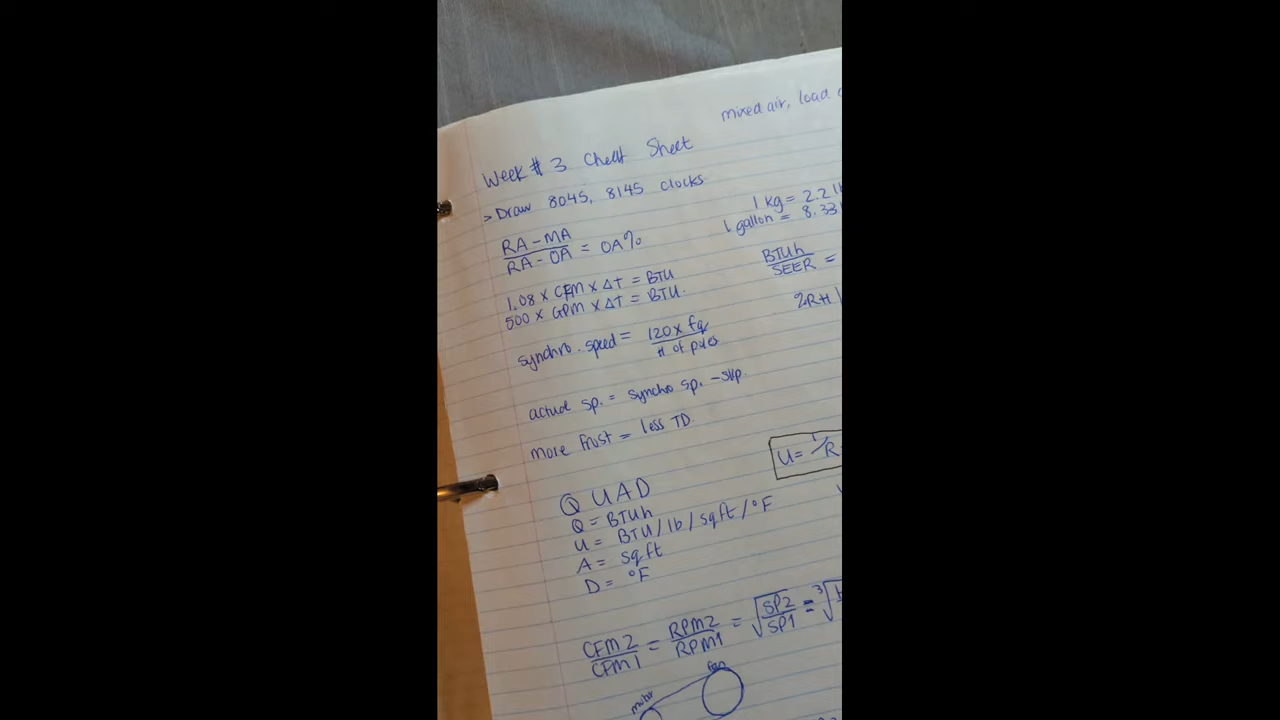 mixed air, load
Week # 3 Cheat Sheet
> Draw 8045, 8145 clocks
1 kg = 2.2 lb
1 gallon = 8.33
RA - MA
RA - OA = OA%
BTUh
SEER =
1.08 x CFM x ΔT = BTU
500 x GPM x ΔT = BTU.
2RH
synchro. speed = 120 x fq
# of poles
actual sp. = synchro sp. - slip.
more frost = less TD.
U = 1/R
Q U A D
Q = BTUh
U = BTU / lb / sqft / °F
A = sqft
D = °F
CFM2
CFM1 = RPM2
RPM1 = √SP2
SP1 = 3√
motor fan